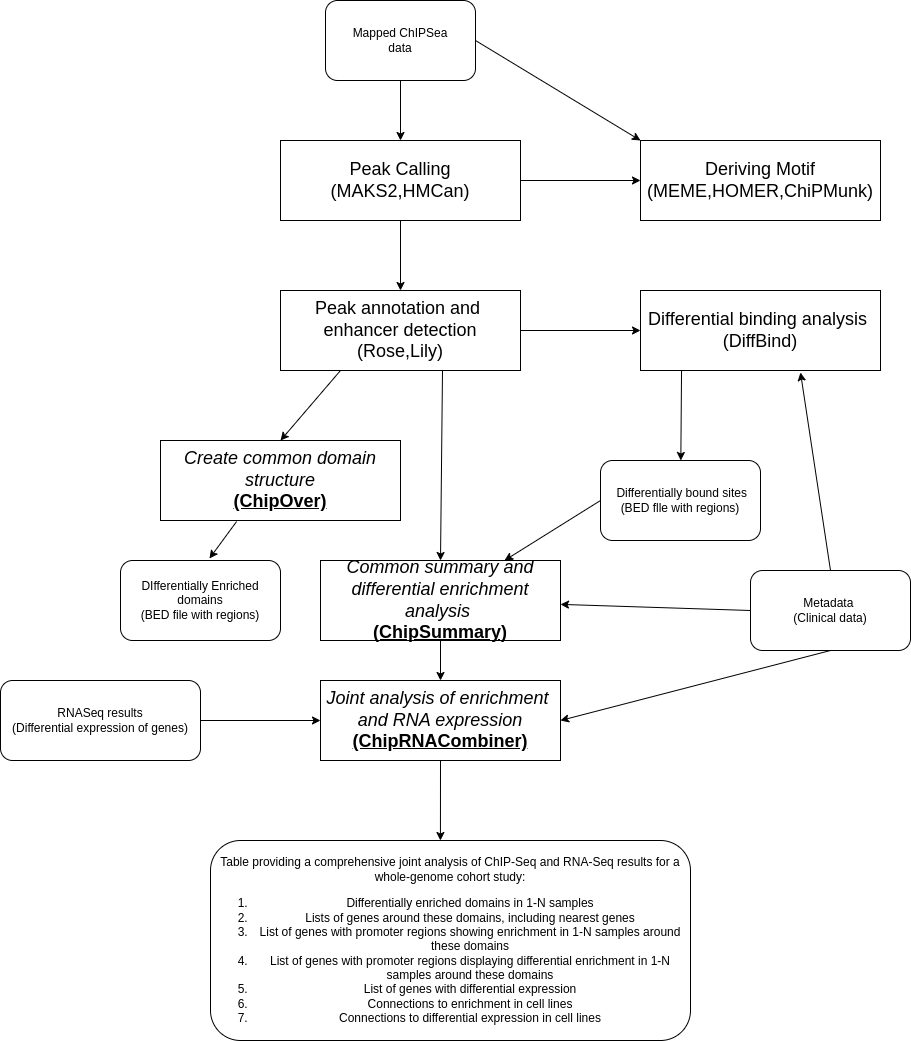 Mapped ChIPSea
data
Peak Calling
(MAKS2,HMCan)
Deriving Motif
(MEME,HOMER,ChiPMunk)
Peak annotation and
enhancer detection
(Rose,Lily)
Differential binding analysis
(DiffBind)
Create common domain
structure
(ChipOver)
Differentially bound sites
(BED flle with regions)
DIfferentially Enriched
domains
(BED file with regions)
Common summary and
differential enrichment
analysis
(ChipSummary)
Metadata
(Clinical data)
RNASeq results
(Differential expression of genes)
Joint analysis of enrichment
and RNA expression
(ChipRNACombiner)
Table providing a comprehensive joint analysis of ChIP-Seq and RNA-Seq results for a
whole-genome cohort study:
1. Differentially enriched domains in 1-N samples
2. Lists of genes around these domains, including nearest genes
3. List of genes with promoter regions showing enrichment in 1-N samples around
these domains
4. List of genes with promoter regions displaying differential enrichment in 1-N
samples around these domains
5. List of genes with differential expression
6. Connections to enrichment in cell lines
7. Connections to differential expression in cell lines